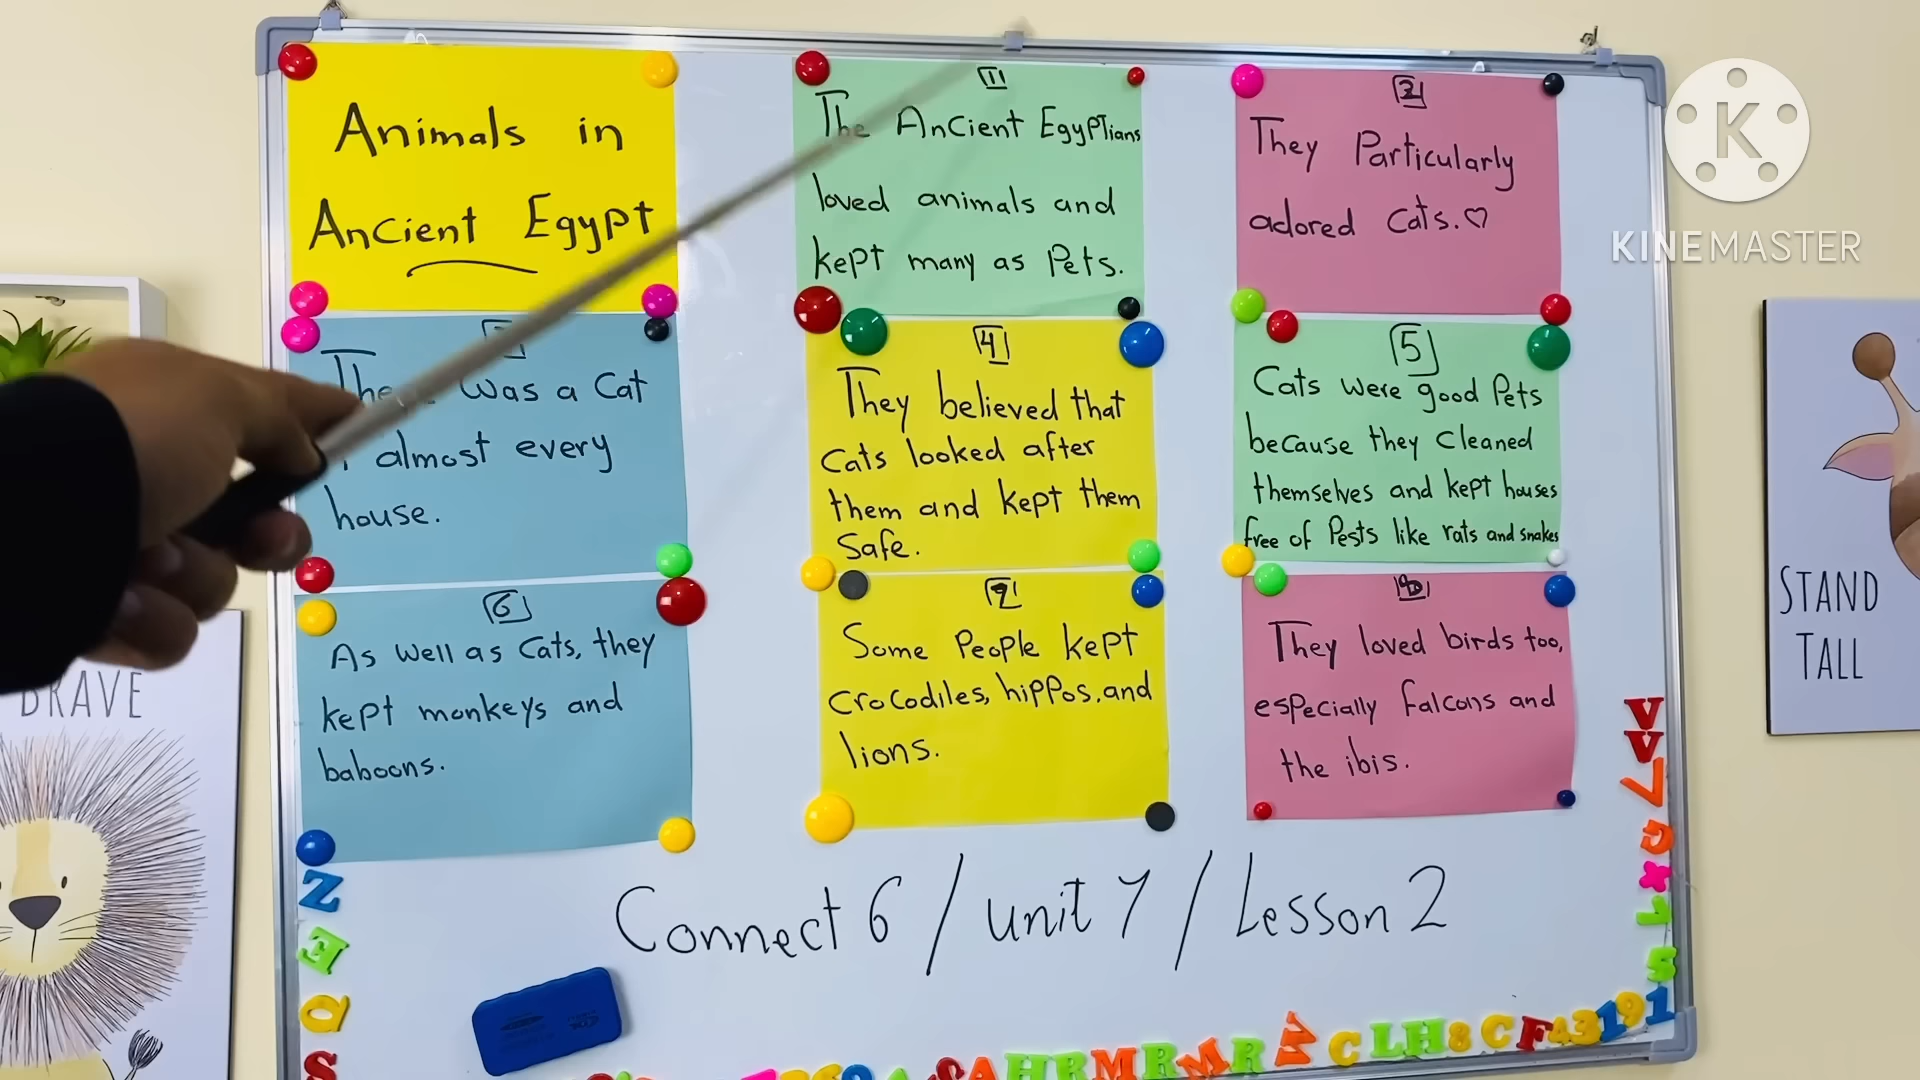 Animals in
Ancient Egypt
1
The Ancient Egyptians
loved animals and
kept many as Pets.
2
They Particularly
adored cats.♡
was a Cat
almost every
house.
4
They believed that
cats looked after
them and kept them
Safe.
5
Cats were good Pets
because they cleaned
themselves and kept houses
free of Pests like rats and snakes
6
As well as Cats, they
kept monkeys and
baboons.
7
Some People kept
crocodiles, hippos, and
lions.
8
They loved birds too,
especially falcons and
the ibis.
Connect 6 / unit 7 / Lesson 2
K
KINEMASTER
STAND
TALL
BRAVE